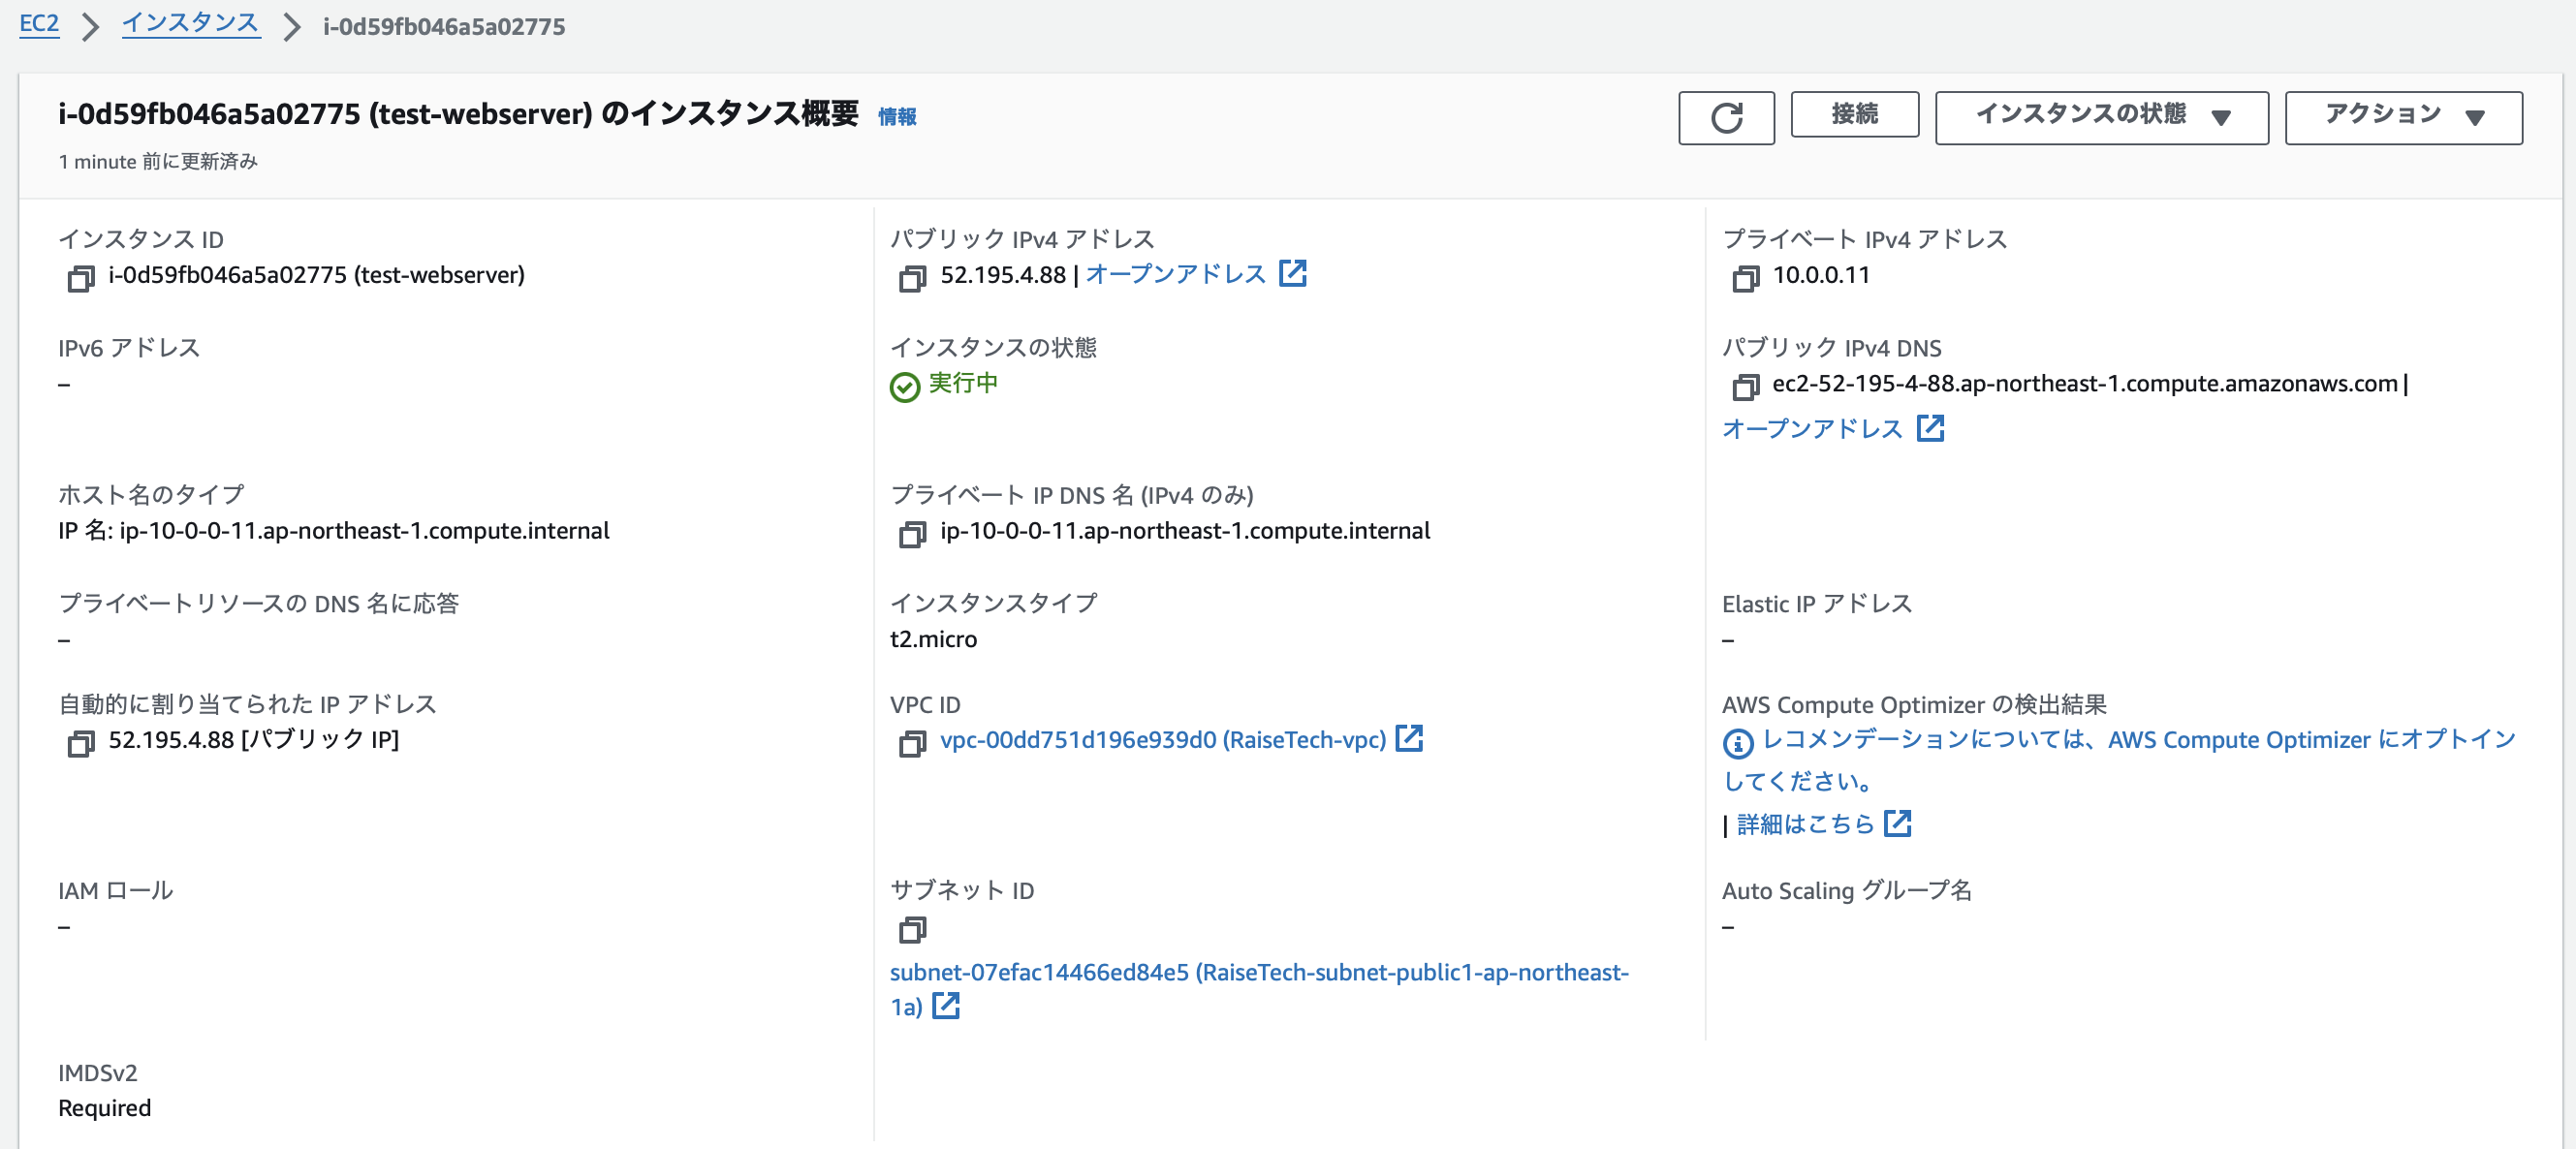 EC2 インスタンス i-0d59fb046a5a02775
i-0d59fb046a5a02775 (test-webserver) のインスタンス概要 情報
1 minute 前に更新済み
接続
インスタンスの状態
アクション
インスタンス ID
i-0d59fb046a5a02775 (test-webserver)
パブリック IPv4 アドレス
52.195.4.88 | オープンアドレス
プライベート IPv4 アドレス
10.0.0.11
IPv6 アドレス
–
インスタンスの状態
実行中
パブリック IPv4 DNS
ec2-52-195-4-88.ap-northeast-1.compute.amazonaws.com |
オープンアドレス
ホスト名のタイプ
IP 名: ip-10-0-0-11.ap-northeast-1.compute.internal
プライベート IP DNS 名 (IPv4 のみ)
ip-10-0-0-11.ap-northeast-1.compute.internal
プライベートリソースの DNS 名に応答
–
インスタンスタイプ
t2.micro
Elastic IP アドレス
–
自動的に割り当てられた IP アドレス
52.195.4.88 [パブリック IP]
VPC ID
vpc-00dd751d196e939d0 (RaiseTech-vpc)
AWS Compute Optimizer の検出結果
レコメンデーションについては、AWS Compute Optimizer にオプトイン
してください。
| 詳細はこちら
IAM ロール
–
サブネット ID
subnet-07efac14466ed84e5 (RaiseTech-subnet-public1-ap-northeast-
1a)
Auto Scaling グループ名
–
IMDSv2
Required